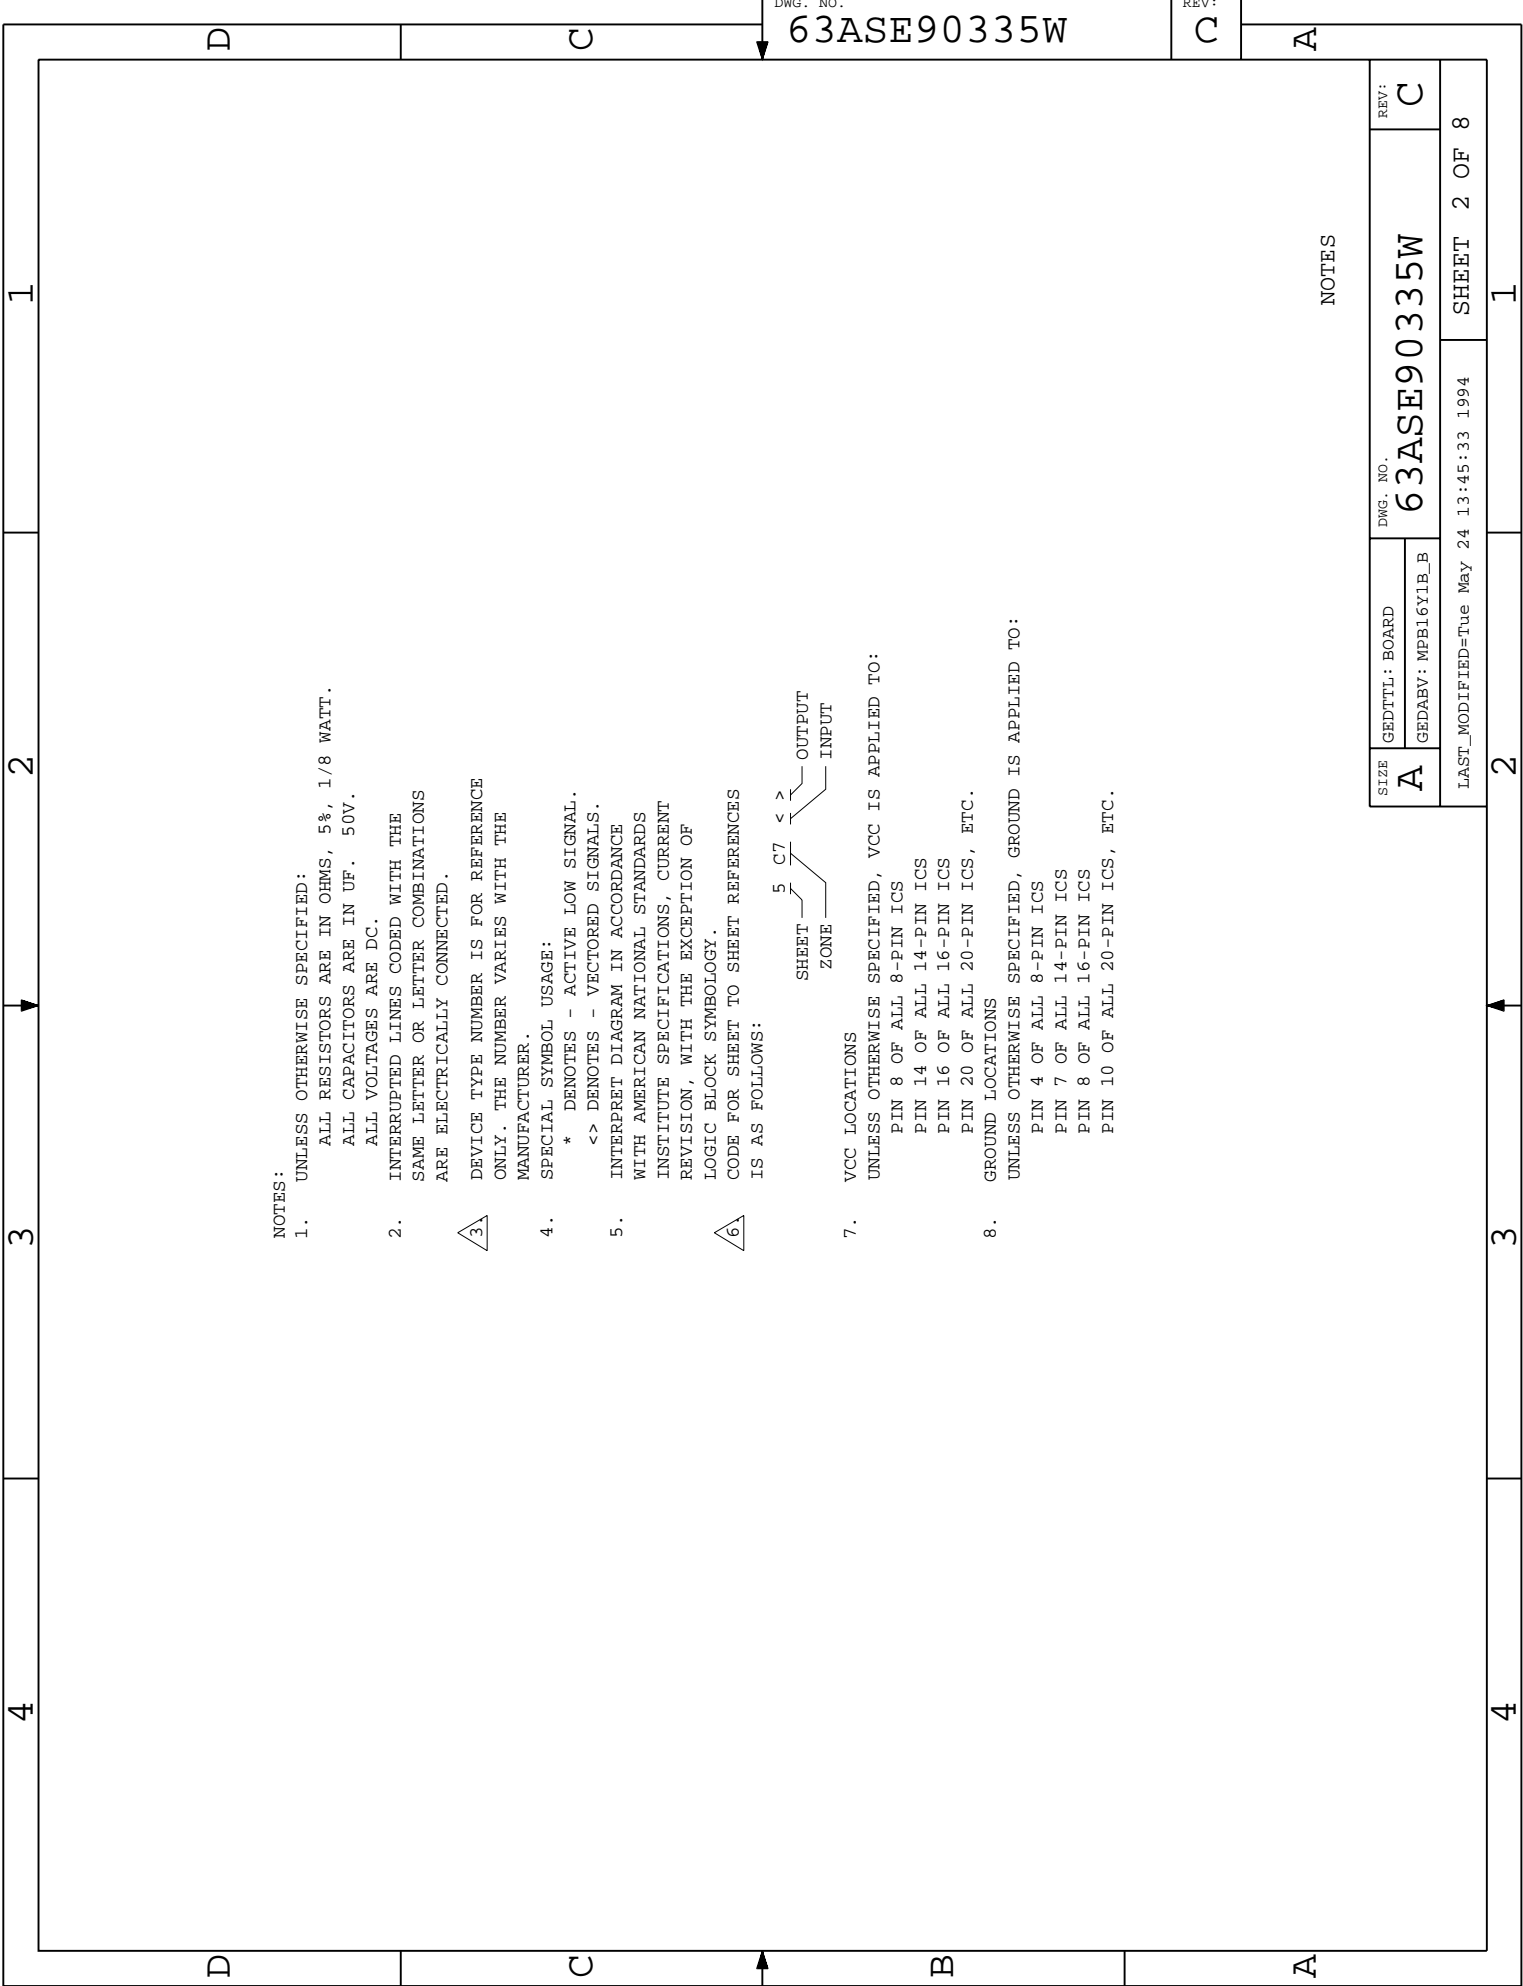 DWG. NO.
63ASE90335W
REV:
C
4
3
2
1
D
C
A
D
C
B
A
NOTES:
1. UNLESS OTHERWISE SPECIFIED:
ALL RESISTORS ARE IN OHMS, 5%, 1/8 WATT.
ALL CAPACITORS ARE IN UF. 50V.
ALL VOLTAGES ARE DC.
2. INTERRUPTED LINES CODED WITH THE
SAME LETTER OR LETTER COMBINATIONS
ARE ELECTRICALLY CONNECTED.
3. DEVICE TYPE NUMBER IS FOR REFERENCE
ONLY. THE NUMBER VARIES WITH THE
MANUFACTURER.
4. SPECIAL SYMBOL USAGE:
* DENOTES - ACTIVE LOW SIGNAL.
<> DENOTES - VECTORED SIGNALS.
5. INTERPRET DIAGRAM IN ACCORDANCE
WITH AMERICAN NATIONAL STANDARDS
INSTITUTE SPECIFICATIONS, CURRENT
REVISION, WITH THE EXCEPTION OF
LOGIC BLOCK SYMBOLOGY.
6. CODE FOR SHEET TO SHEET REFERENCES
IS AS FOLLOWS:
5 C7 < >
SHEET OUTPUT
ZONE INPUT
7. VCC LOCATIONS
UNLESS OTHERWISE SPECIFIED, VCC IS APPLIED TO:
PIN 8 OF ALL 8-PIN ICS
PIN 14 OF ALL 14-PIN ICS
PIN 16 OF ALL 16-PIN ICS
PIN 20 OF ALL 20-PIN ICS, ETC.
8. GROUND LOCATIONS
UNLESS OTHERWISE SPECIFIED, GROUND IS APPLIED TO:
PIN 4 OF ALL 8-PIN ICS
PIN 7 OF ALL 14-PIN ICS
PIN 8 OF ALL 16-PIN ICS
PIN 10 OF ALL 20-PIN ICS, ETC.
NOTES
SIZE
A
GEDTTL: BOARD
GEDABV: MPB16Y1B_B
DWG. NO.
63ASE90335W
REV:
C
LAST_MODIFIED=Tue May 24 13:45:33 1994
SHEET 2 OF 8
4
3
2
1